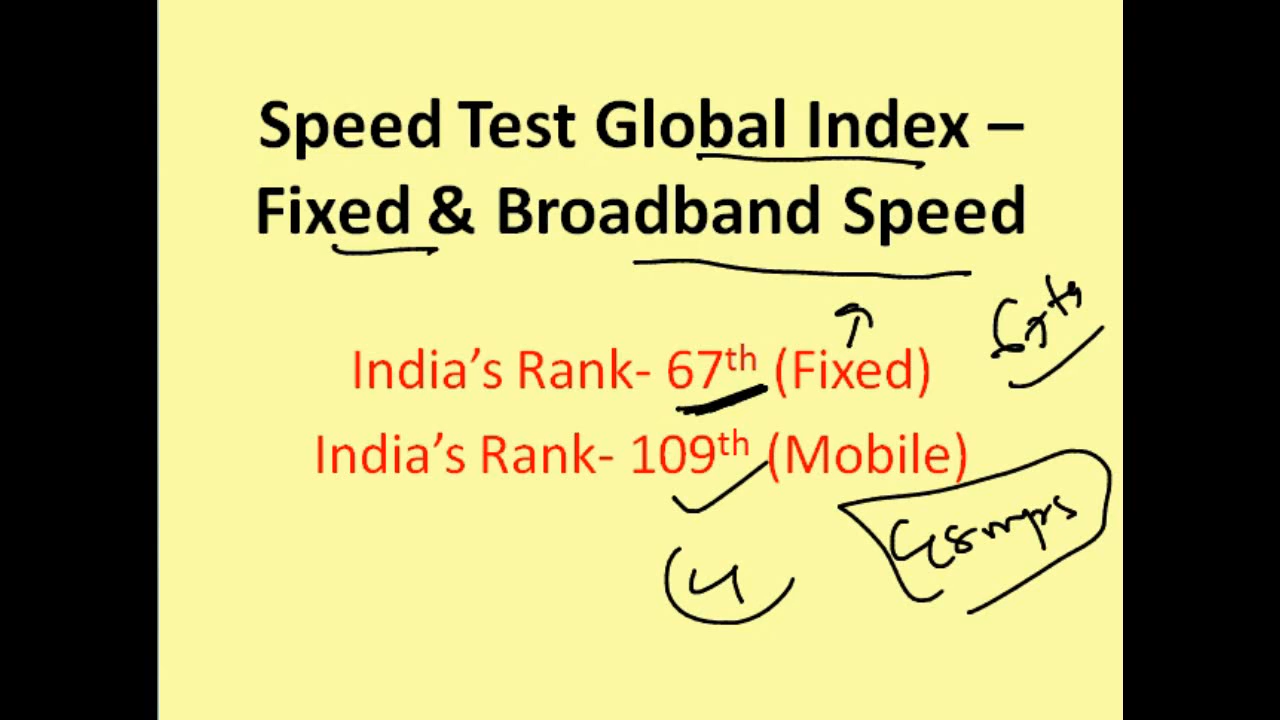 Speed Test Global Index –
Fixed & Broadband Speed
India's Rank- 67th (Fixed)
India's Rank- 109th (Mobile)